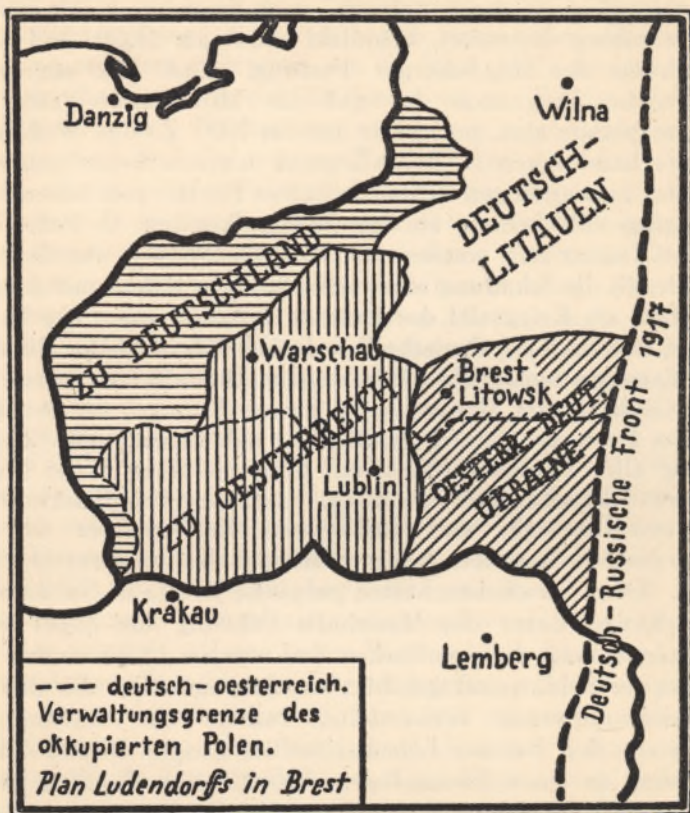 Danzig
Wilna
DEUTSCH-
LITAUEN
ZU DEUTSCHLAND
Warschau
ZU OESTERREICH
Brest
Litowsk
OESTERR.-DEUT.
UKRAINE
Lublin
Deutsch-Russische Front 1917
Krakau
Lemberg
--- deutsch-oesterreich.
Verwaltungsgrenze des
okkupierten Polen.
Plan Ludendorffs in Brest